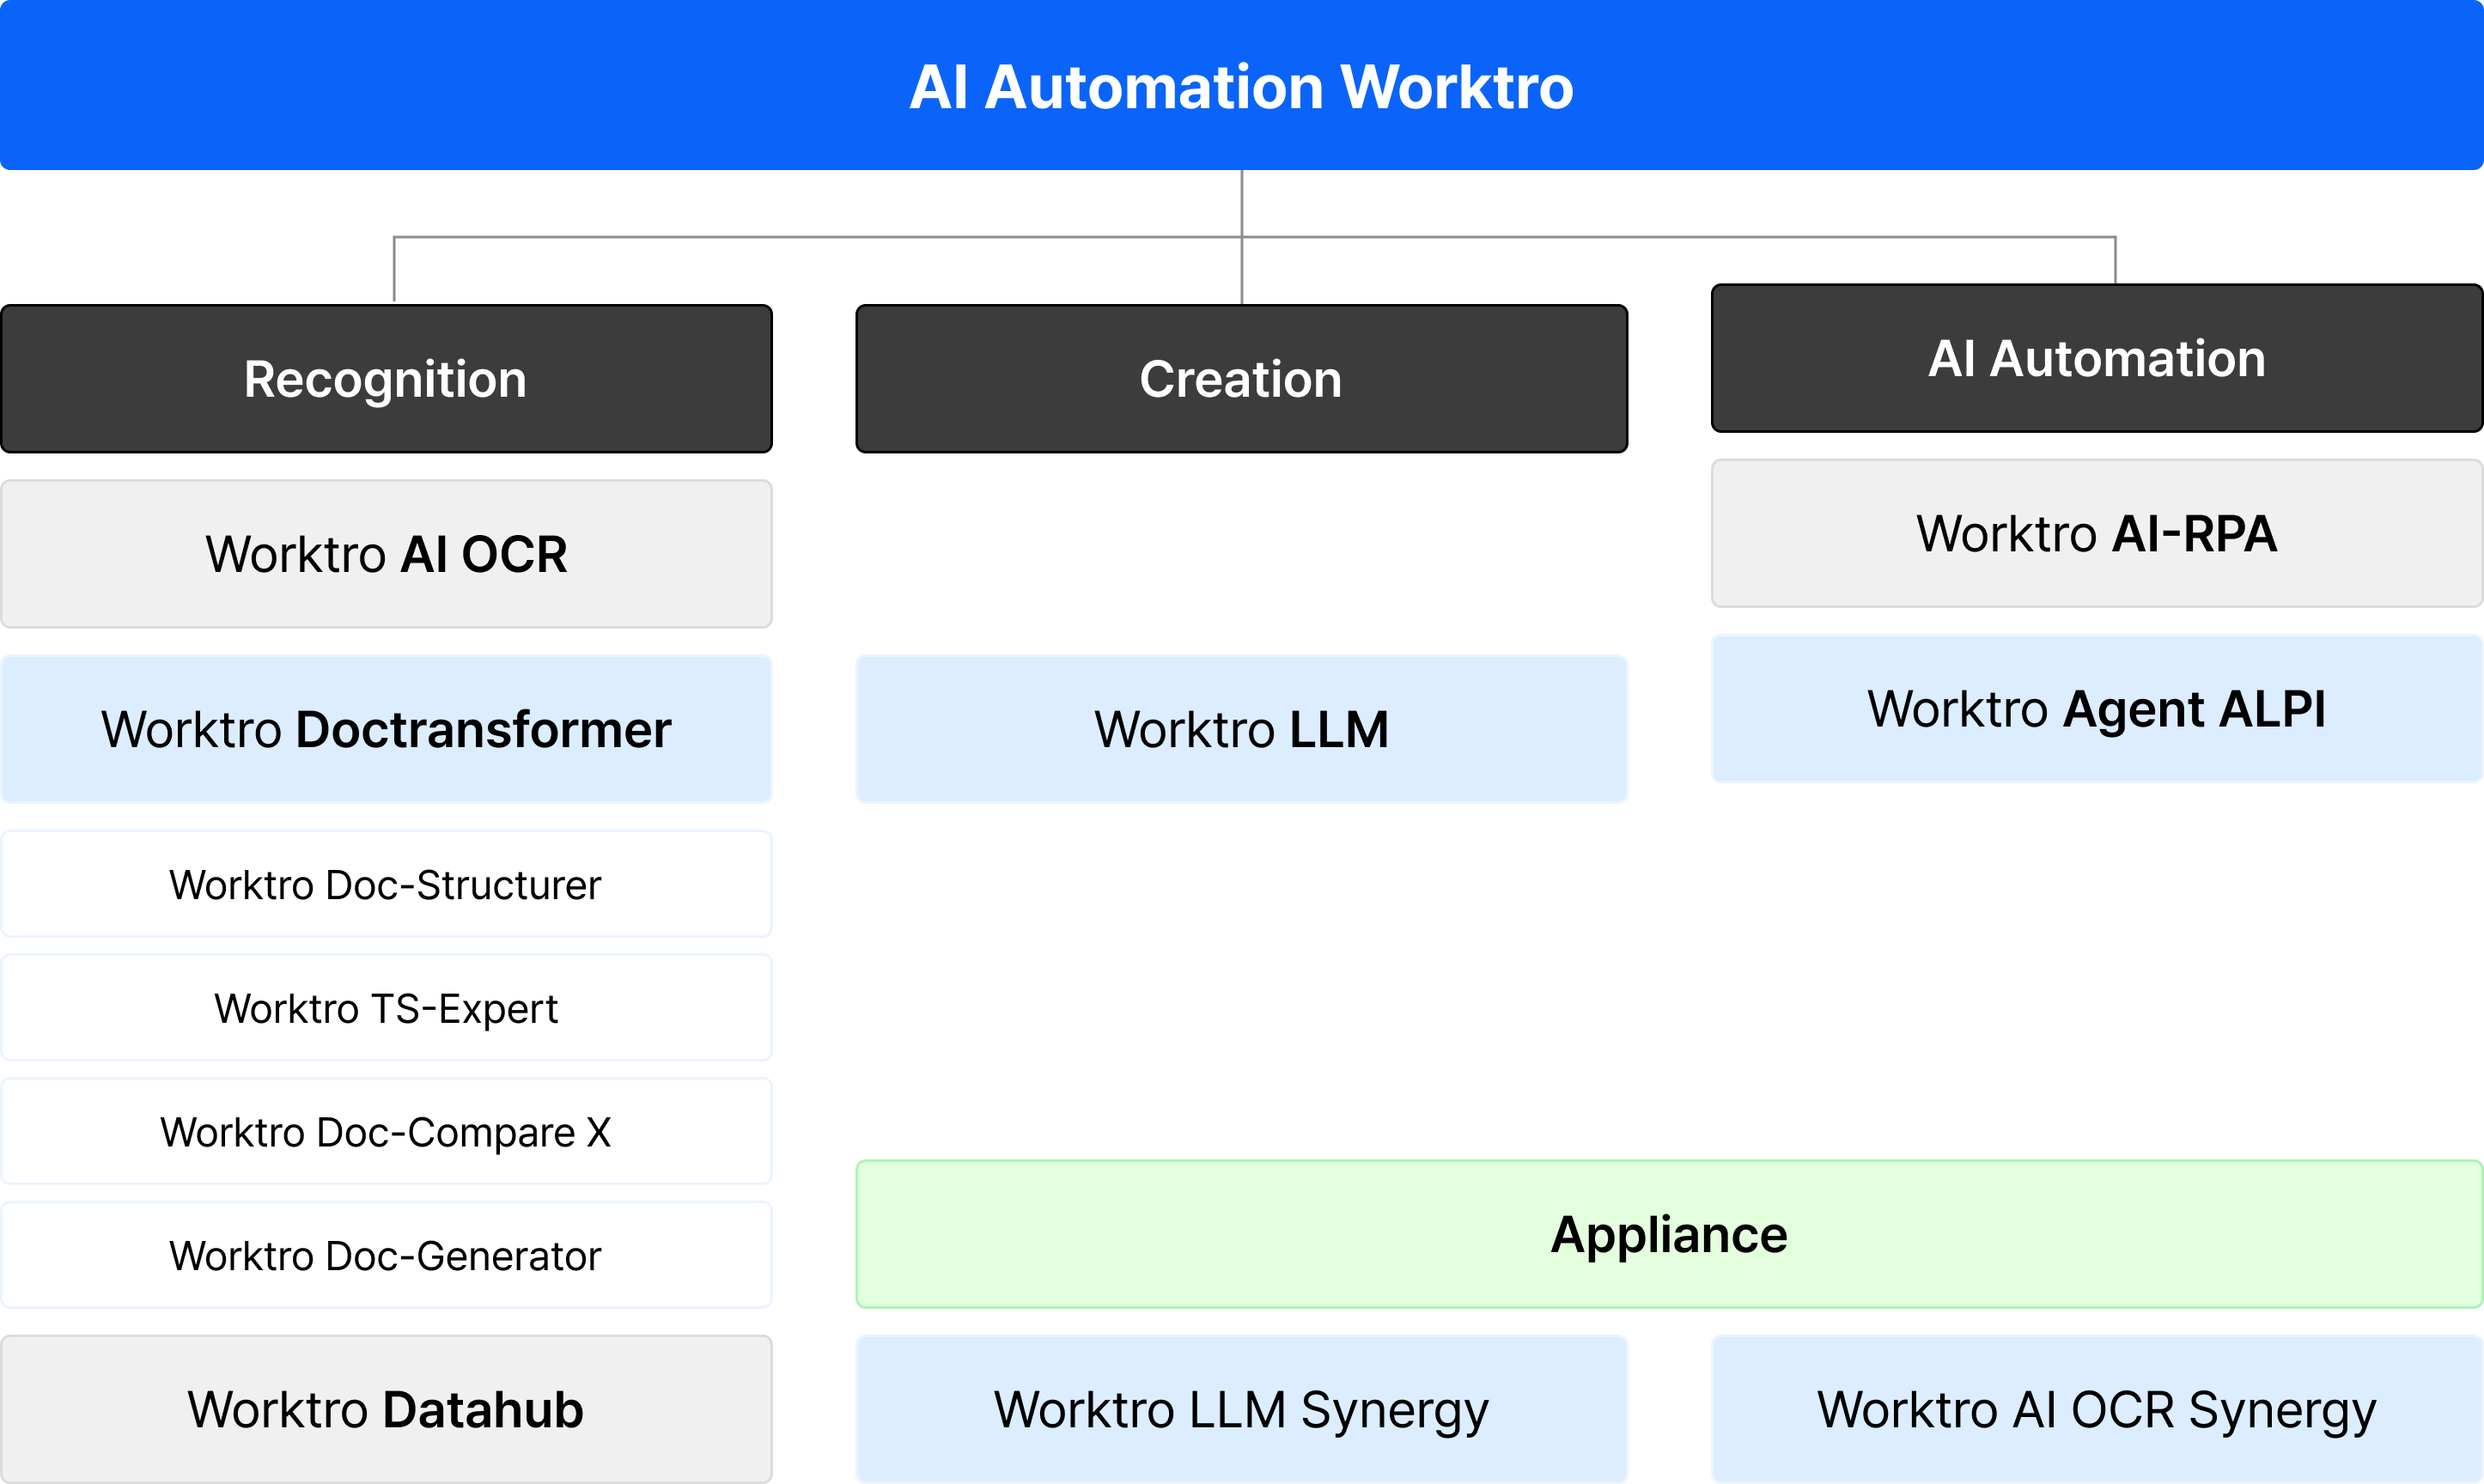 AI Automation Worktro
Recognition
Worktro AI OCR
Worktro Doctransformer
Worktro Doc-Structurer
Worktro TS-Expert
Worktro Doc-Compare X
Worktro Doc-Generator
Worktro Datahub
Creation
Worktro LLM
AI Automation
Worktro AI-RPA
Worktro Agent ALPI
Appliance
Worktro LLM Synergy
Worktro AI OCR Synergy